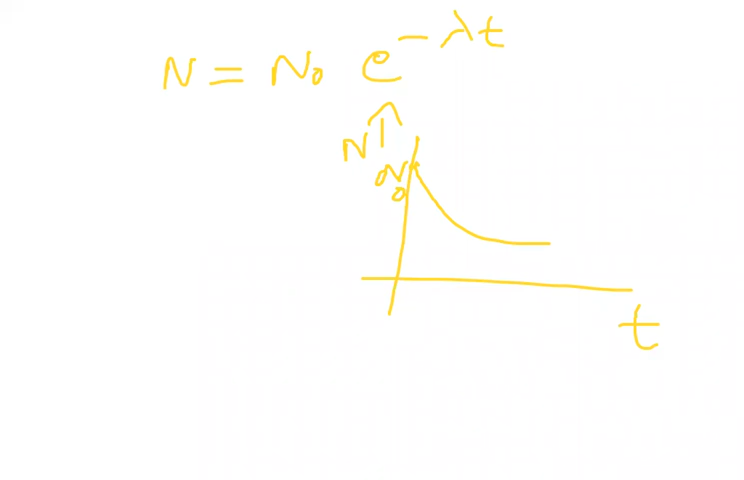 N = N₀ e^{-λt}
N
N₀
t